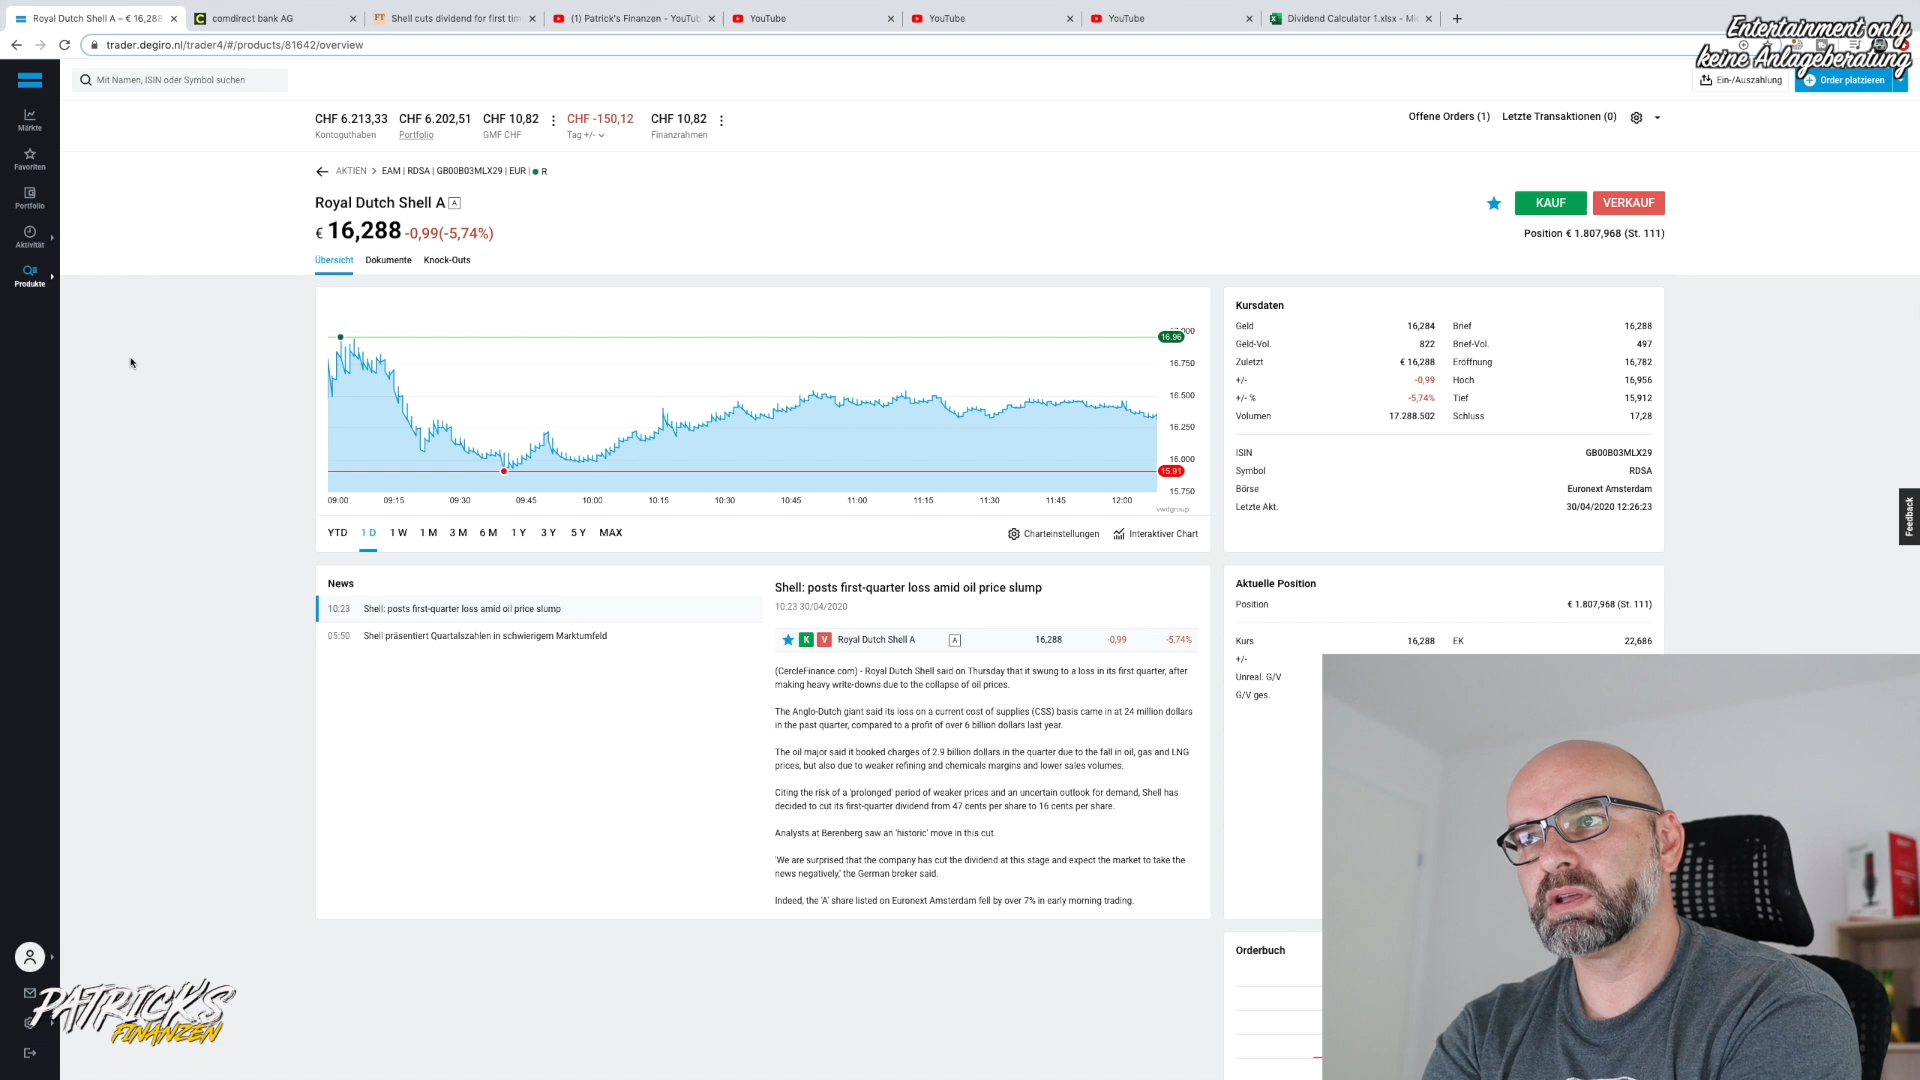 Royal Dutch Shell A – € 16,288
comdirect bank AG
FT Shell cuts dividend for first tim
(1) Patrick's Finanzen - YouTub
YouTube
YouTube
YouTube
Dividend Calculator 1.xlsx - Mi
Entertainment only
keine Anlageberatung
trader.degiro.nl/trader4/#/products/81642/overview
Mit Namen, ISIN oder Symbol suchen
Ein-/Auszahlung
Order platzieren
Märkte
Favoriten
Portfolio
Aktivität
Produkte
CHF 6.213,33 CHF 6.202,51 CHF 10,82 CHF -150,12 CHF 10,82
Kontoguthaben Portfolio GMF CHF Tag +/- Finanzrahmen
Offene Orders (1) Letzte Transaktionen (0)
AKTIEN > EAM | RDSA | GB00B03MLX29 | EUR | R
Royal Dutch Shell A A
€ 16,288 -0,99(-5,74%)
KAUF VERKAUF
Position € 1.807,968 (St. 111)
Übersicht Dokumente Knock-Outs
16.96
16.750
16.500
16.250
16.000
15.91
15.750
09:00 09:15 09:30 09:45 10:00 10:15 10:30 10:45 11:00 11:15 11:30 11:45 12:00
vwdgroup.
YTD 1 D 1 W 1 M 3 M 6 M 1 Y 3 Y 5 Y MAX
Charteinstellungen Interaktiver Chart
Kursdaten
Geld 16,284 Brief 16,288
Geld-Vol. 822 Brief-Vol. 497
Zuletzt € 16,288 Eröffnung 16,782
+/- -0,99 Hoch 16,956
+/- % -5,74% Tief 15,912
Volumen 17.288.502 Schluss 17,28
ISIN GB00B03MLX29
Symbol RDSA
Börse Euronext Amsterdam
Letzte Akt. 30/04/2020 12:26:23
Feedback
News
10:23 Shell: posts first-quarter loss amid oil price slump
05:50 Shell präsentiert Quartalszahlen in schwierigem Marktumfeld
Shell: posts first-quarter loss amid oil price slump
10:23 30/04/2020
K V Royal Dutch Shell A A 16,288 -0,99 -5,74%
(CercleFinance.com) - Royal Dutch Shell said on Thursday that it swung to a loss in its first quarter, after
making heavy write-downs due to the collapse of oil prices.
The Anglo-Dutch giant said its loss on a current cost of supplies (CSS) basis came in at 24 million dollars
in the past quarter, compared to a profit of over 6 billion dollars last year.
The oil major said it booked charges of 2.9 billion dollars in the quarter due to the fall in oil, gas and LNG
prices, but also due to weaker refining and chemicals margins and lower sales volumes.
Citing the risk of a 'prolonged' period of weaker prices and an uncertain outlook for demand, Shell has
decided to cut its first-quarter dividend from 47 cents per share to 16 cents per share.
Analysts at Berenberg saw an 'historic' move in this cut.
'We are surprised that the company has cut the dividend at this stage and expect the market to take the
news negatively,' the German broker said.
Indeed, the 'A' share listed on Euronext Amsterdam fell by over 7% in early morning trading.
Aktuelle Position
Position € 1.807,968 (St. 111)
Kurs 16,288 EK 22,686
+/-
Unreal. G/V
G/V ges.
Orderbuch
PATRICKS
FINANZEN